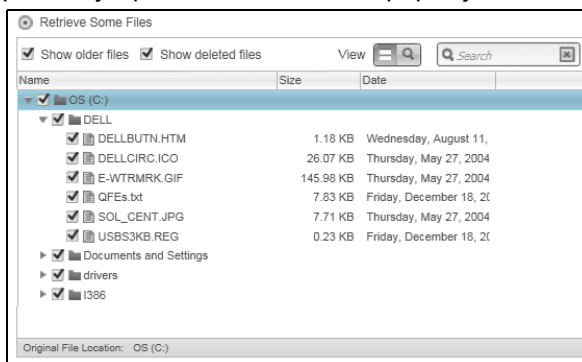 Retrieve Some Files
Show older files Show deleted files View Search
Name Size Date
OS (C:)
DELL
DELLBUTN.HTM 1.18 KB Wednesday, August 11,
DELLCIRC.ICO 26.07 KB Thursday, May 27, 2004
E-WTRMRK.GIF 145.98 KB Thursday, May 27, 2004
QFEs.txt 7.83 KB Friday, December 18, 20
SOL_CENT.JPG 7.71 KB Thursday, May 27, 2004
USBS3KB.REG 0.23 KB Friday, December 18, 20
Documents and Settings
drivers
I386
Original File Location: OS (C:)